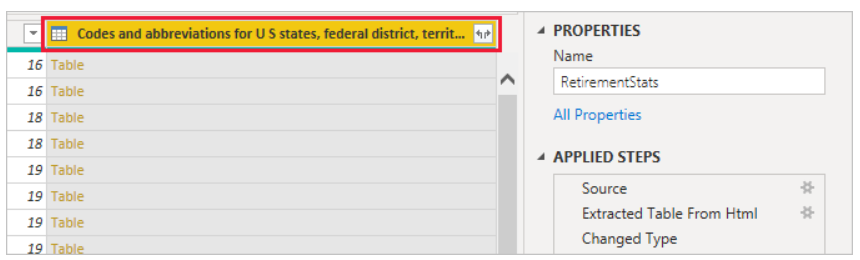 Codes and abbreviations for U S states, federal district, territ...
16 Table
16 Table
18 Table
18 Table
19 Table
19 Table
19 Table
19 Table
PROPERTIES
Name
RetirementStats
All Properties
APPLIED STEPS
Source
Extracted Table From Html
Changed Type